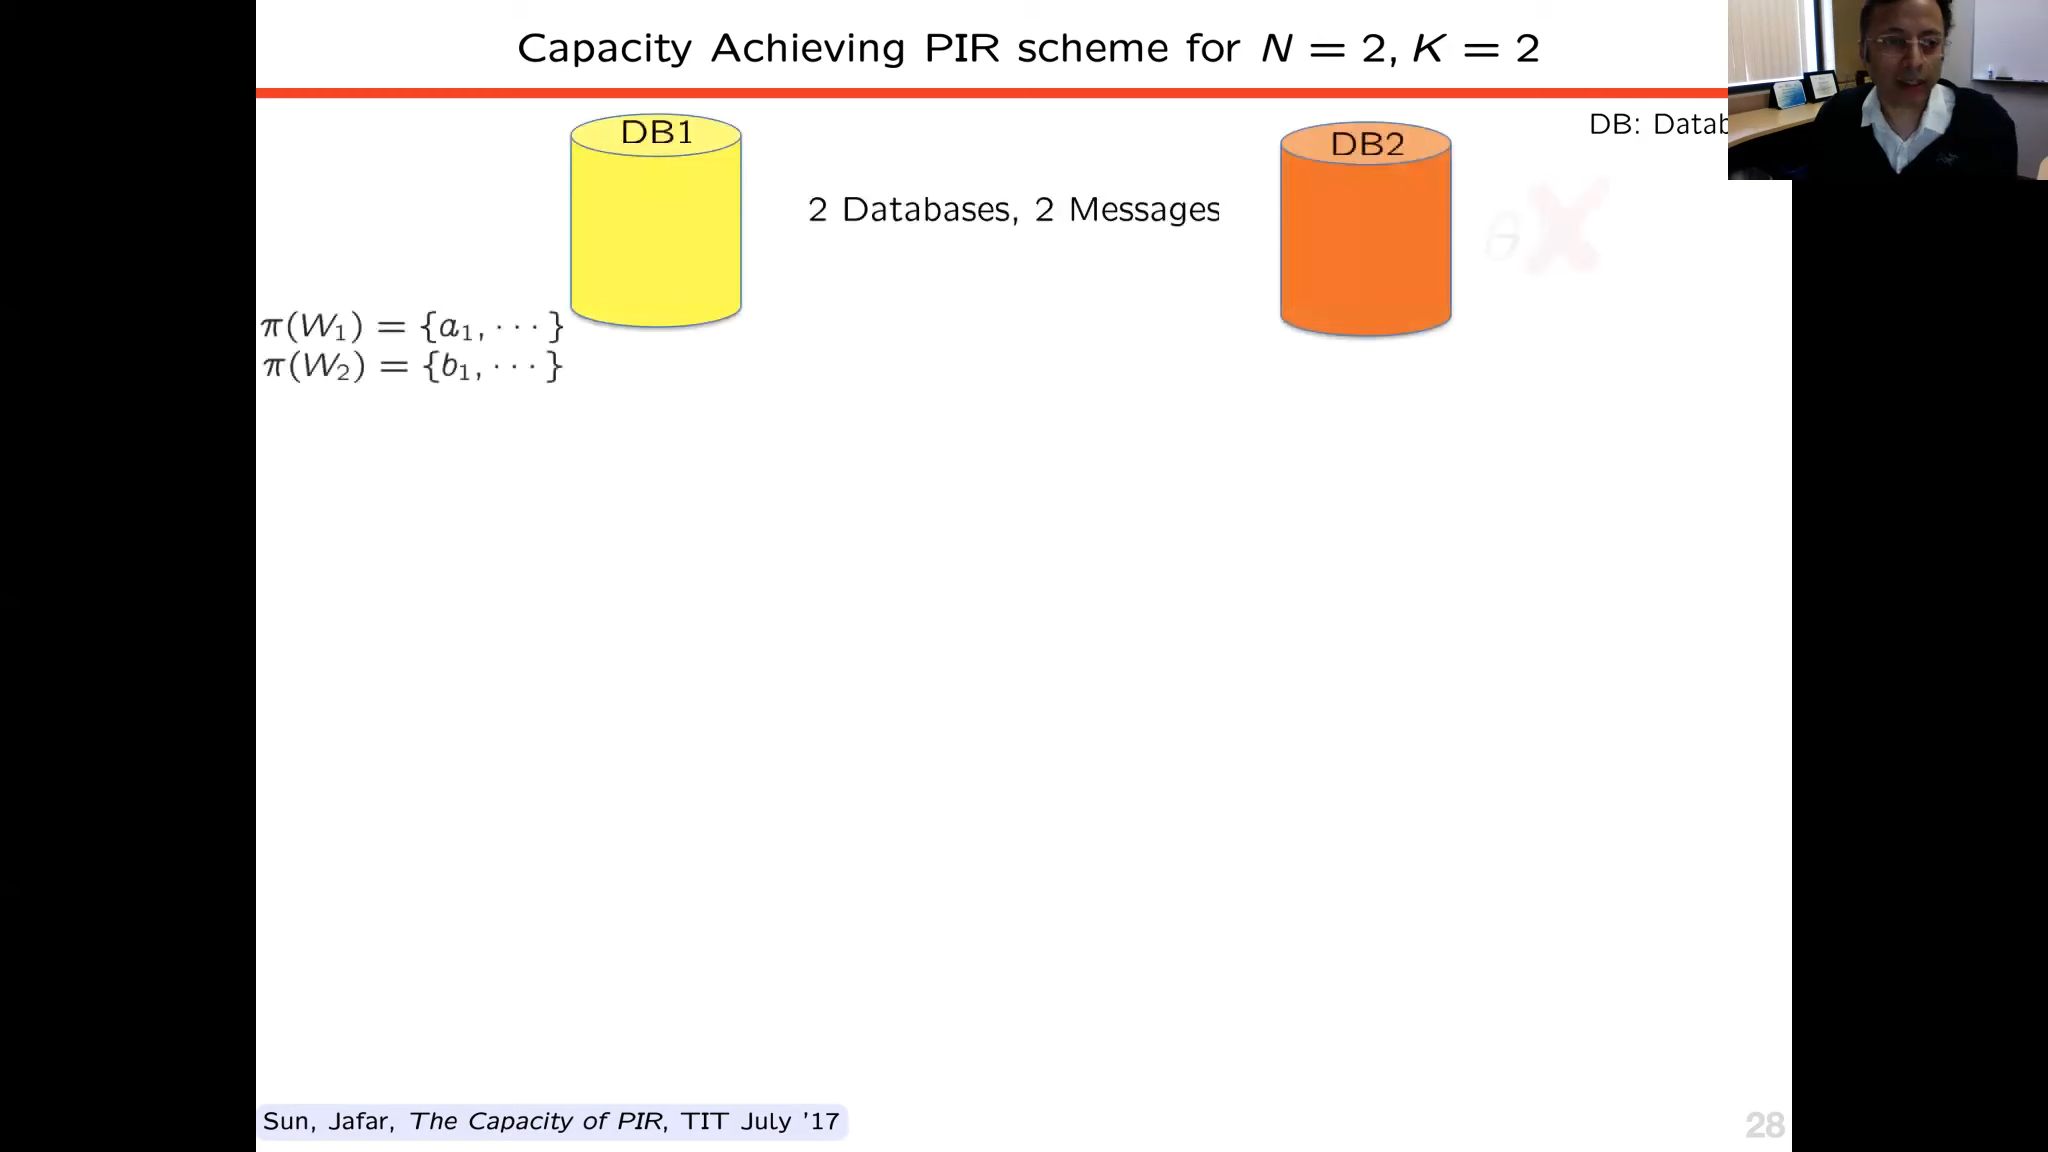 Capacity Achieving PIR scheme for N = 2, K = 2
DB1
DB2
DB: Datab
2 Databases, 2 Messages
θ
π(W₁) = {a₁, · · · }
π(W₂) = {b₁, · · · }
Sun, Jafar, The Capacity of PIR, TIT July '17
28